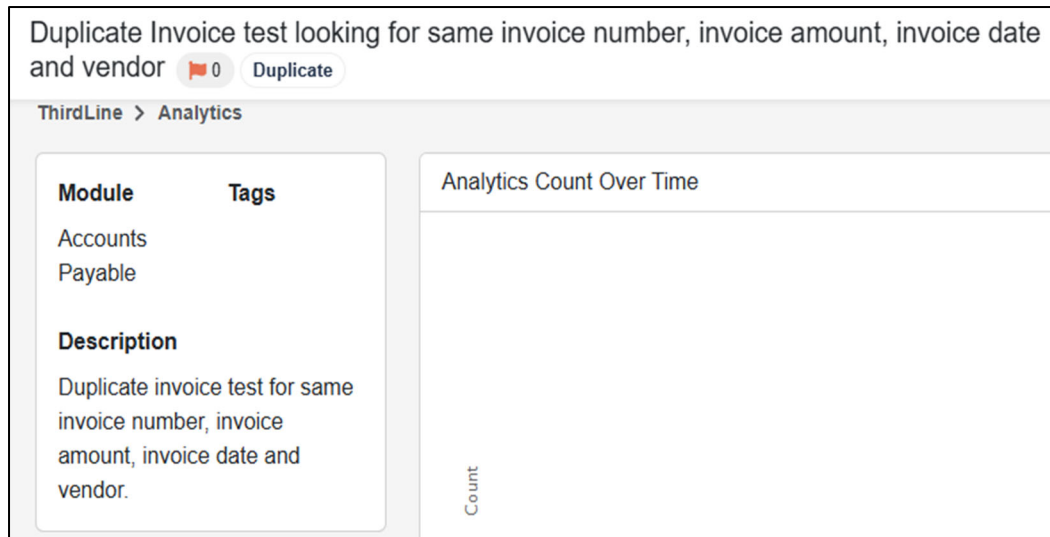 Duplicate Invoice test looking for same invoice number, invoice amount, invoice date
and vendor 0 Duplicate
ThirdLine > Analytics
Module Tags
Accounts
Payable
Description
Duplicate invoice test for same
invoice number, invoice
amount, invoice date and
vendor.
Analytics Count Over Time
Count